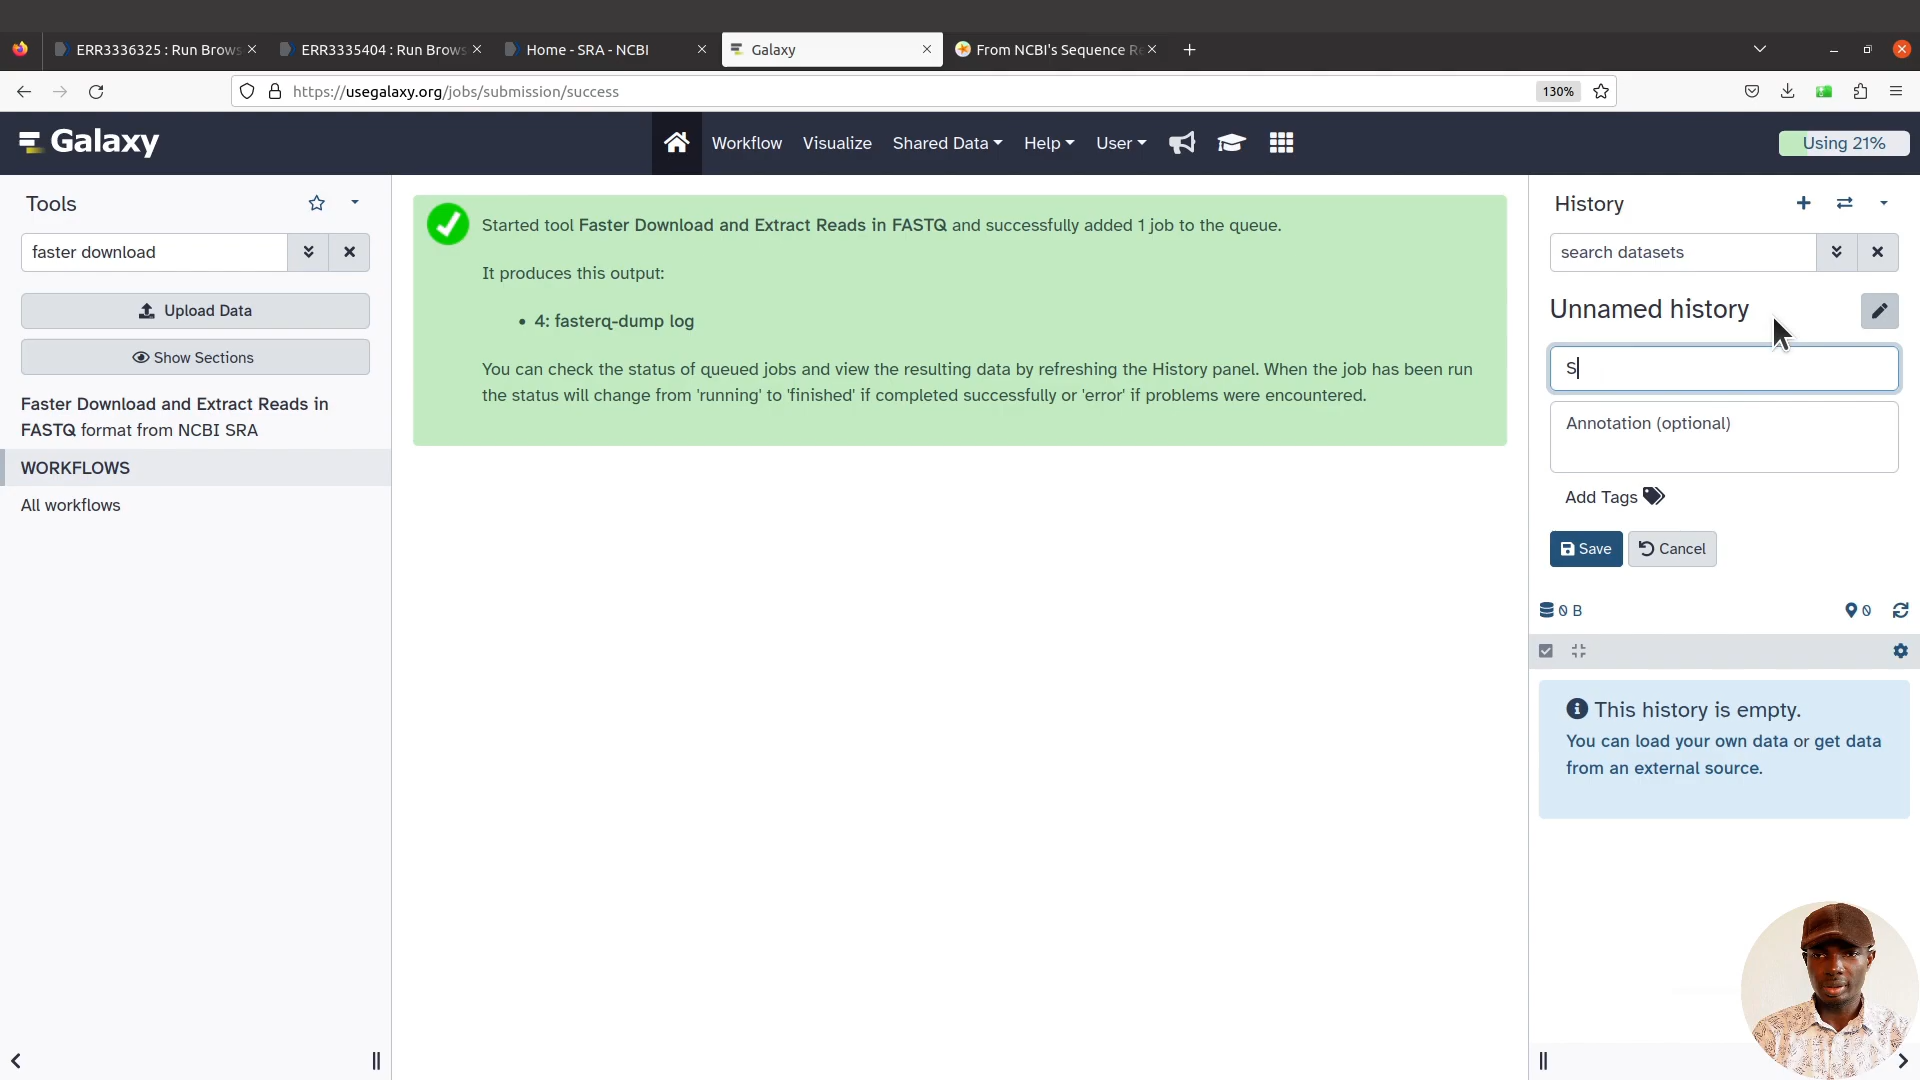 ERR3336325 : Run Brows
ERR3335404 : Run Brows
Home - SRA - NCBI
Galaxy
From NCBI's Sequence Re
https://usegalaxy.org/jobs/submission/success
130%
Galaxy
Workflow
Visualize
Shared Data
Help
User
Using 21%
Tools
faster download
Upload Data
Show Sections
Faster Download and Extract Reads in
FASTQ format from NCBI SRA
WORKFLOWS
All workflows
Started tool Faster Download and Extract Reads in FASTQ and successfully added 1 job to the queue.
It produces this output:
• 4: fasterq-dump log
You can check the status of queued jobs and view the resulting data by refreshing the History panel. When the job has been run
the status will change from 'running' to 'finished' if completed successfully or 'error' if problems were encountered.
History
search datasets
Unnamed history
S
Annotation (optional)
Add Tags
Save
Cancel
0 B
0
This history is empty.
You can load your own data or get data
from an external source.